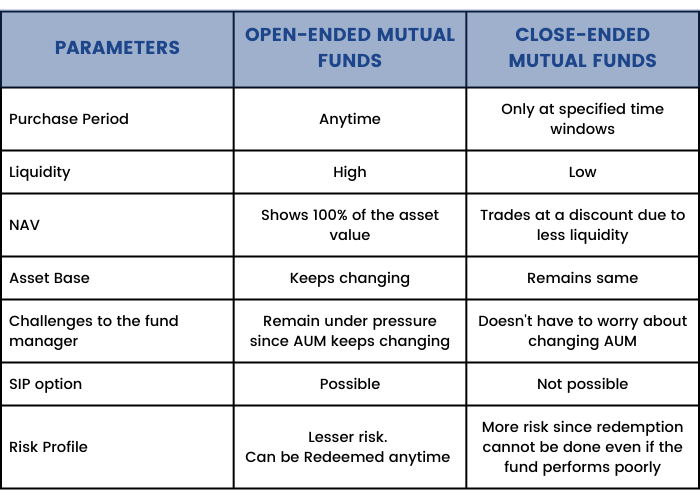 PARAMETERS
OPEN-ENDED MUTUAL
FUNDS
CLOSE-ENDED
MUTUAL FUNDS
Purchase Period
Anytime
Only at specified time
windows
Liquidity
High
Low
NAV
Shows 100% of the asset
value
Trades at a discount due to
less liquidity
Asset Base
Keeps changing
Remains same
Challenges to the fund
manager
Remain under pressure
since AUM keeps changing
Doesn't have to worry about
changing AUM
SIP option
Possible
Not possible
Risk Profile
Lesser risk.
Can be Redeemed anytime
More risk since redemption
cannot be done even if the
fund performs poorly